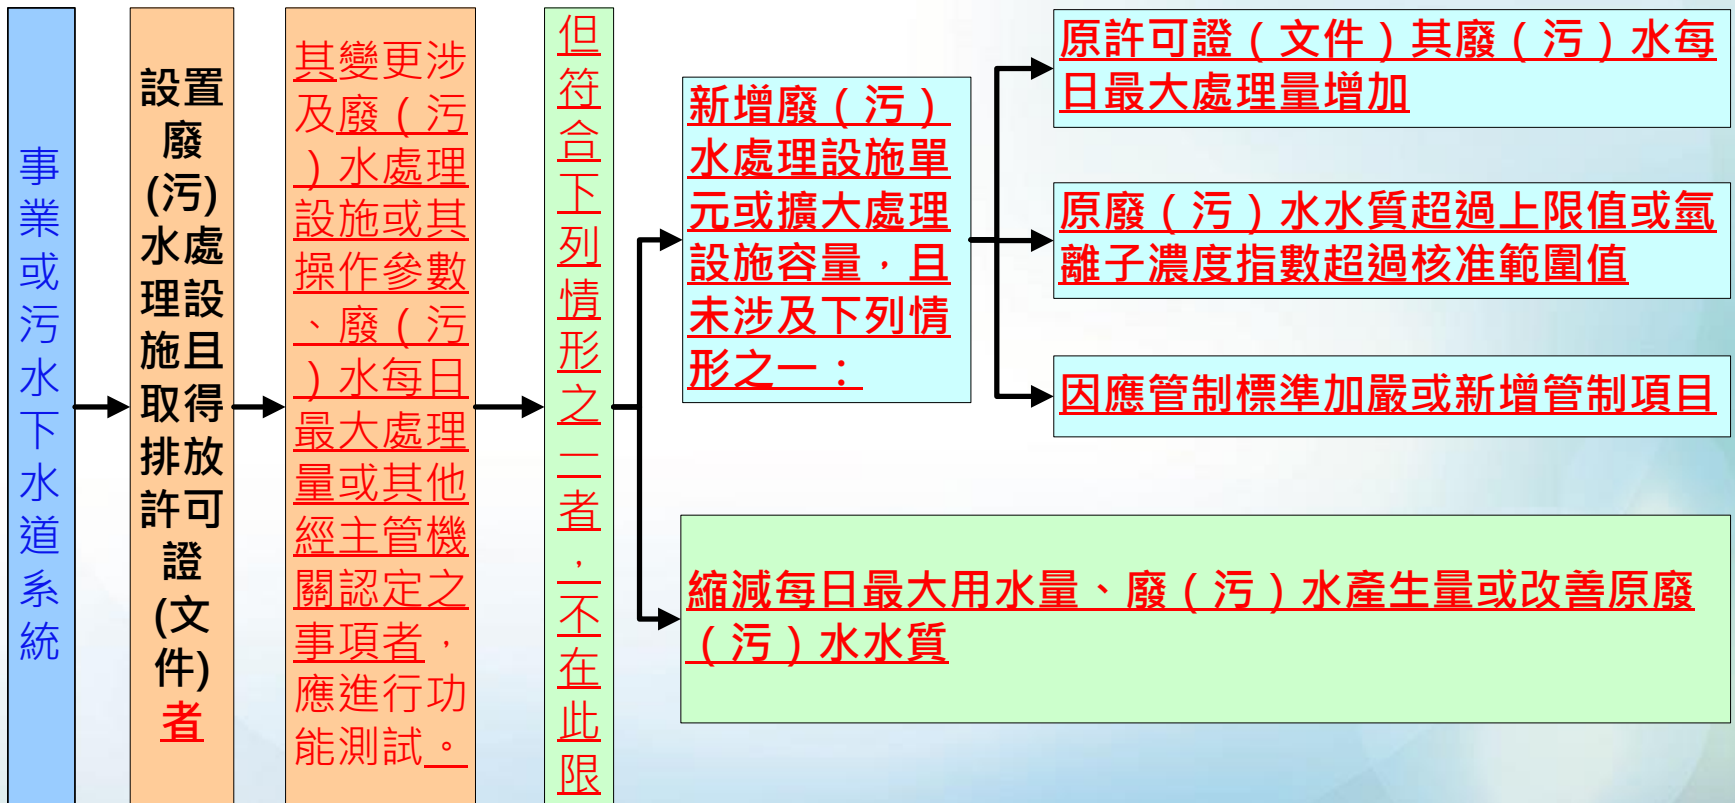 事業或污水下水道系統
設置
廢
(污)
水處
理設
施且
取得
排放
許可
證
(文
件)
者
其變更涉
及廢（污
）水處理
設施或其
操作參數
、廢（污
）水每日
最大處理
量或其他
經主管機
關認定之
事項者，
應進行功
能測試。
但符合下列情形之一者，不在此限
新增廢（污）
水處理設施單
元或擴大處理
設施容量，且
未涉及下列情
形之一：
原許可證（文件）其廢（污）水每
日最大處理量增加
原廢（污）水水質超過上限值或氫
離子濃度指數超過核准範圍值
因應管制標準加嚴或新增管制項目
縮減每日最大用水量、廢（污）水產生量或改善原廢
（污）水水質